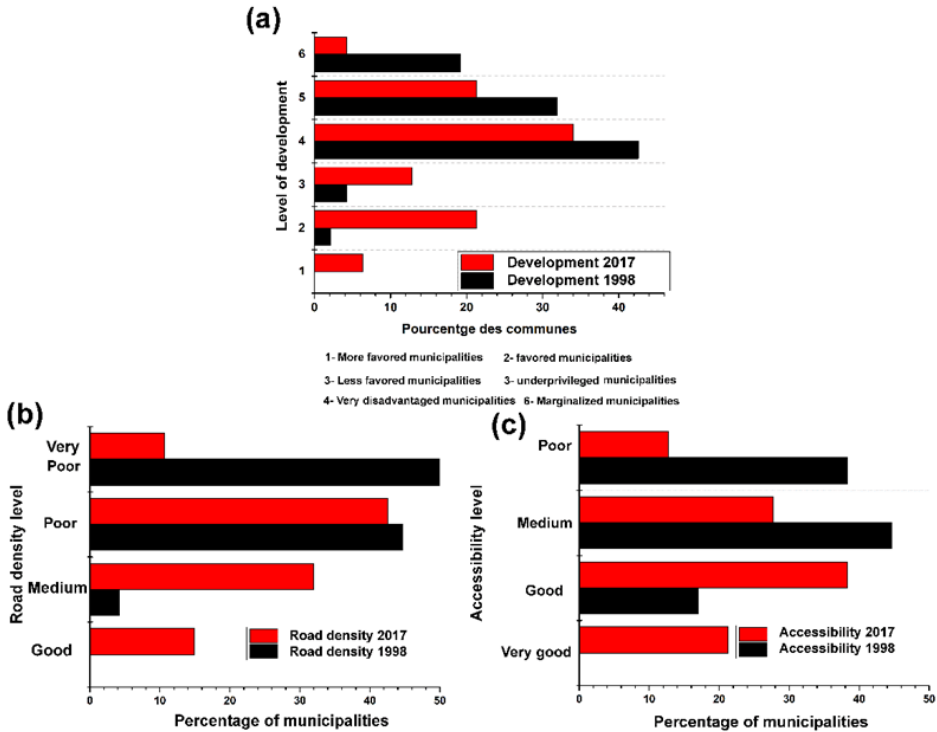 (a)
6
5
4
3
2
1
Level of development
Development 2017
Development 1998
0 20 40
Pourcentge des communes
1- More favored municipalities 2- favored municipalities
3- Less favored municipalities 3- underprivileged municipalities
4- Very disadvantaged municipalities 6- Marginalized municipalities
(b)
Very
Poor
Poor
Medium
Good
Road density level
Road density 2017
Road density 1998
0 10 20 30 40 50
Percentage of municipalities
(c)
Poor
Medium
Good
Very good
Accessibility level
Accessibility 2017
Accessibility 1998
0 10 20 30 40 50
Percentage of municipalities